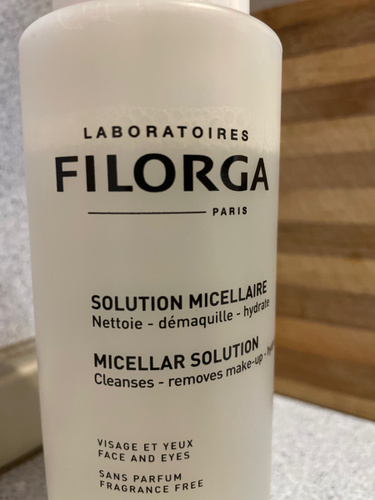 LABORATOIRES
FILORGA
PARIS
SOLUTION MICELLAIRE
Nettoie - démaquille - hydrate
MICELLAR SOLUTION
Cleanses - removes make-up -
VISAGE ET YEUX
FACE AND EYES
SANS PARFUM
FRAGRANCE FREE